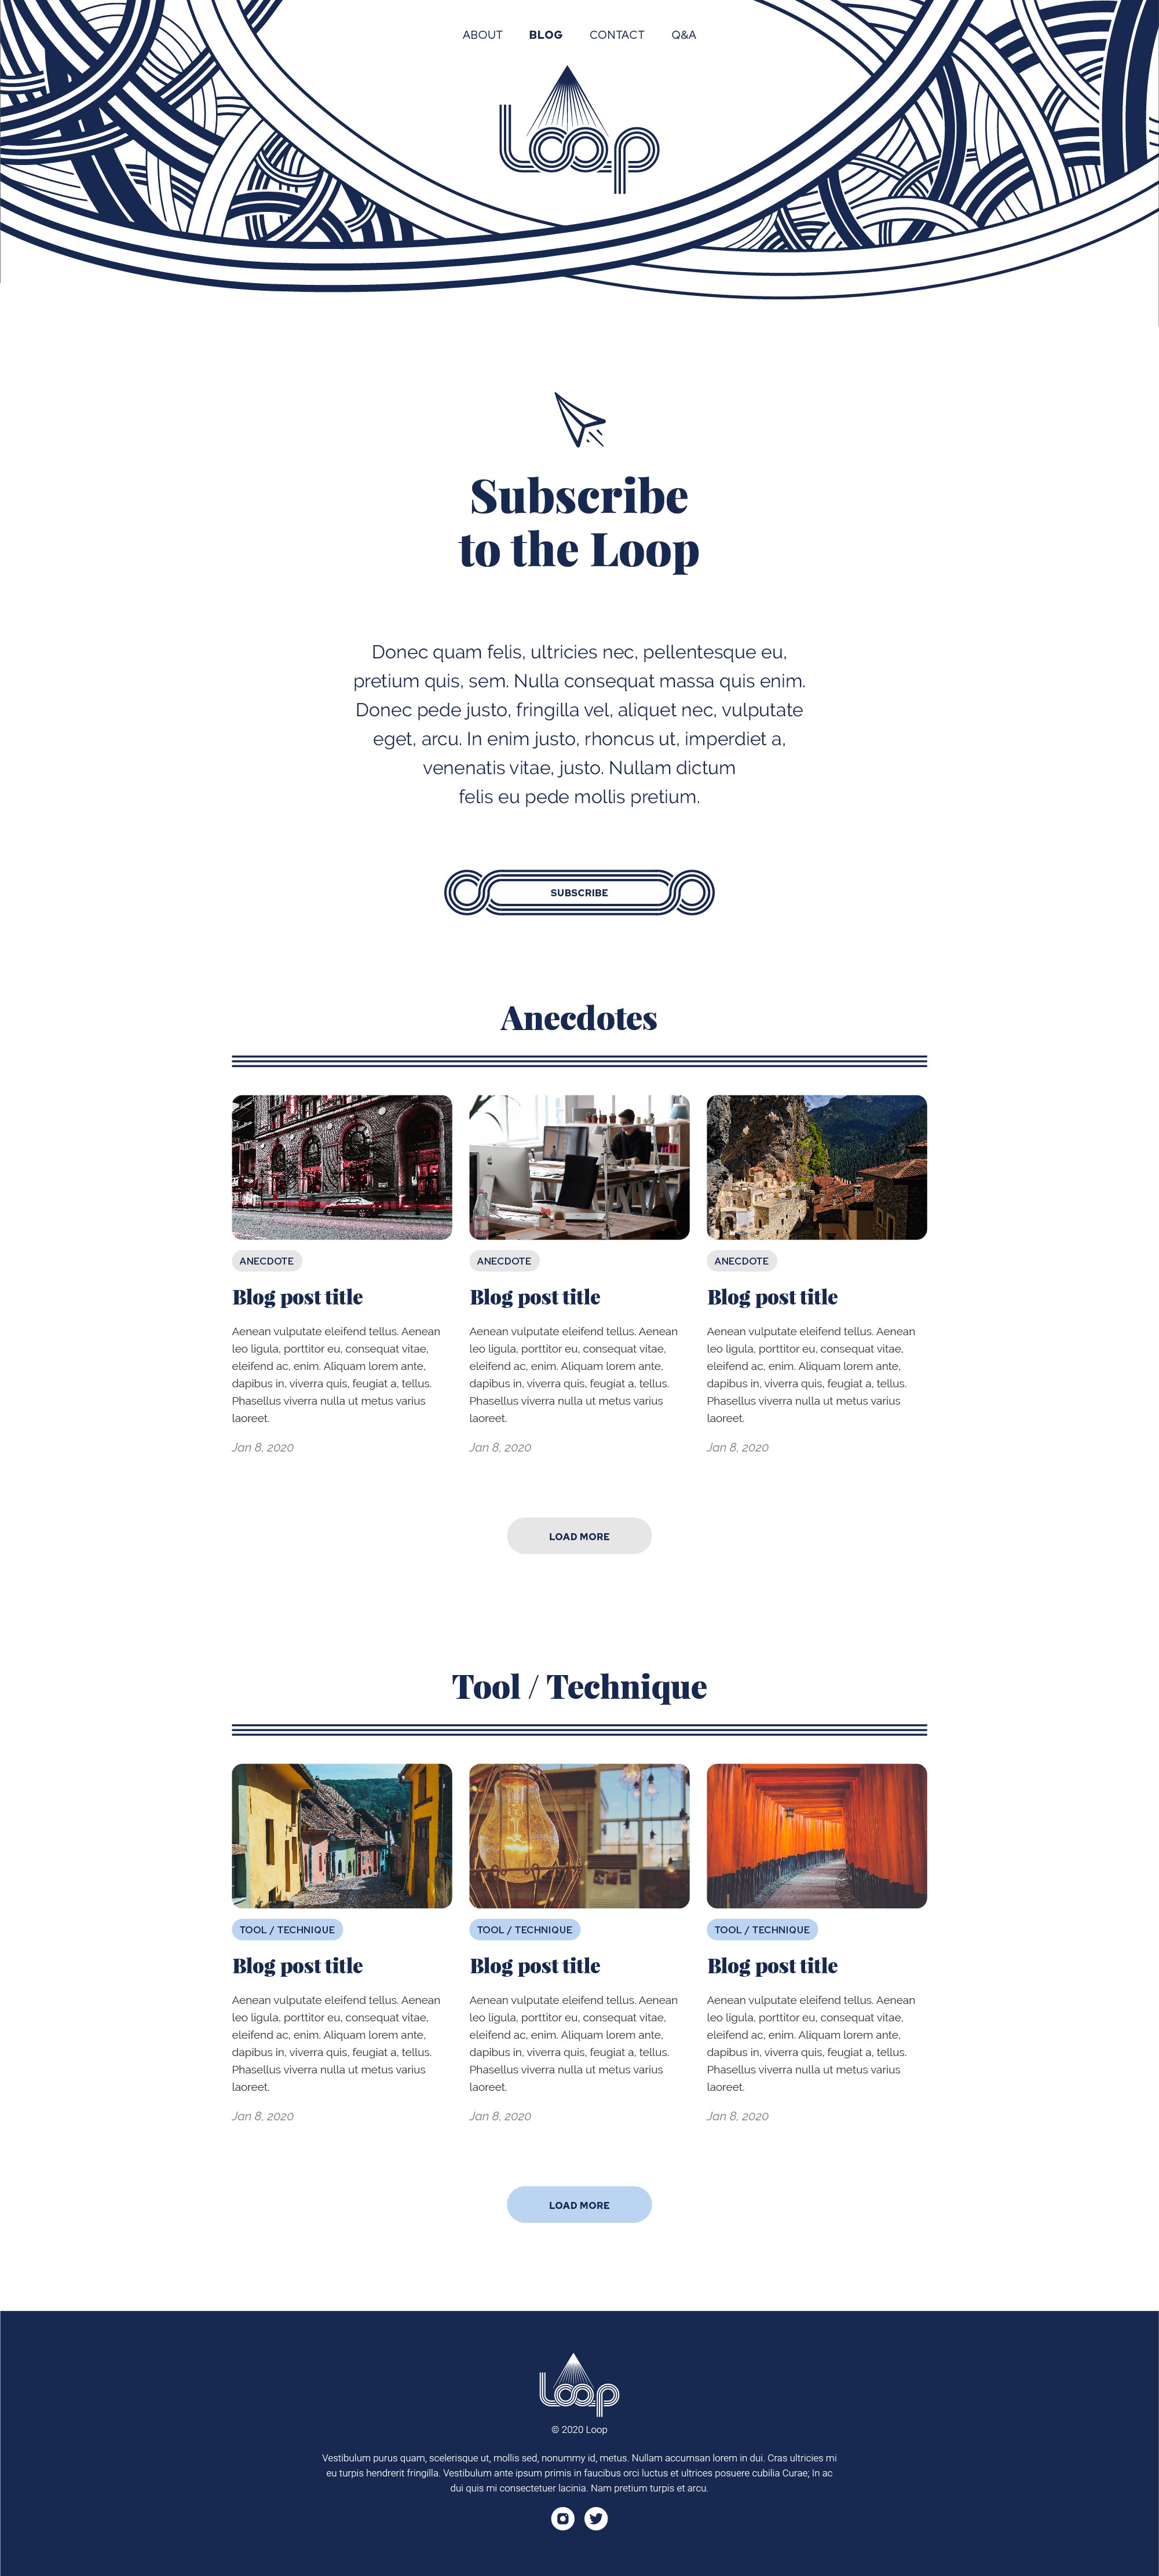 ABOUT BLOG CONTACT Q&A
Loop
Subscribe
to the Loop
Donec quam felis, ultricies nec, pellentesque eu,
pretium quis, sem. Nulla consequat massa quis enim.
Donec pede justo, fringilla vel, aliquet nec, vulputate
eget, arcu. In enim justo, rhoncus ut, imperdiet a,
venenatis vitae, justo. Nullam dictum
felis eu pede mollis pretium.
SUBSCRIBE
Anecdotes
ANECDOTE
Blog post title
Aenean vulputate eleifend tellus. Aenean
leo ligula, porttitor eu, consequat vitae,
eleifend ac, enim. Aliquam lorem ante,
dapibus in, viverra quis, feugiat a, tellus.
Phasellus viverra nulla ut metus varius
laoreet.
Jan 8, 2020
ANECDOTE
Blog post title
Aenean vulputate eleifend tellus. Aenean
leo ligula, porttitor eu, consequat vitae,
eleifend ac, enim. Aliquam lorem ante,
dapibus in, viverra quis, feugiat a, tellus.
Phasellus viverra nulla ut metus varius
laoreet.
Jan 8, 2020
ANECDOTE
Blog post title
Aenean vulputate eleifend tellus. Aenean
leo ligula, porttitor eu, consequat vitae,
eleifend ac, enim. Aliquam lorem ante,
dapibus in, viverra quis, feugiat a, tellus.
Phasellus viverra nulla ut metus varius
laoreet.
Jan 8, 2020
LOAD MORE
Tool / Technique
TOOL / TECHNIQUE
Blog post title
Aenean vulputate eleifend tellus. Aenean
leo ligula, porttitor eu, consequat vitae,
eleifend ac, enim. Aliquam lorem ante,
dapibus in, viverra quis, feugiat a, tellus.
Phasellus viverra nulla ut metus varius
laoreet.
Jan 8, 2020
TOOL / TECHNIQUE
Blog post title
Aenean vulputate eleifend tellus. Aenean
leo ligula, porttitor eu, consequat vitae,
eleifend ac, enim. Aliquam lorem ante,
dapibus in, viverra quis, feugiat a, tellus.
Phasellus viverra nulla ut metus varius
laoreet.
Jan 8, 2020
TOOL / TECHNIQUE
Blog post title
Aenean vulputate eleifend tellus. Aenean
leo ligula, porttitor eu, consequat vitae,
eleifend ac, enim. Aliquam lorem ante,
dapibus in, viverra quis, feugiat a, tellus.
Phasellus viverra nulla ut metus varius
laoreet.
Jan 8, 2020
LOAD MORE
Loop
© 2020 Loop
Vestibulum purus quam, scelerisque ut, mollis sed, nonummy id, metus. Nullam accumsan lorem in dui. Cras ultricies mi
eu turpis hendrerit fringilla. Vestibulum ante ipsum primis in faucibus orci luctus et ultrices posuere cubilia Curae; In ac
dui quis mi consectetuer lacinia. Nam pretium turpis et arcu.